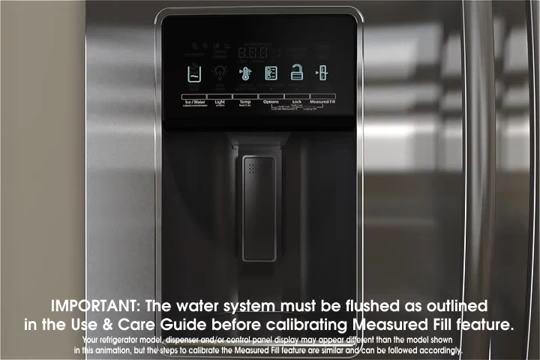 Ice / Water Light Temp Options Lock Measured Fill
IMPORTANT: The water system must be flushed as outlined
in the Use & Care Guide before calibrating Measured Fill feature.
Your refrigerator model, dispenser and/or control panel display may appear different than the model shown
in this animation, but the steps to calibrate the Measured Fill feature are similar and can be followed accordingly.